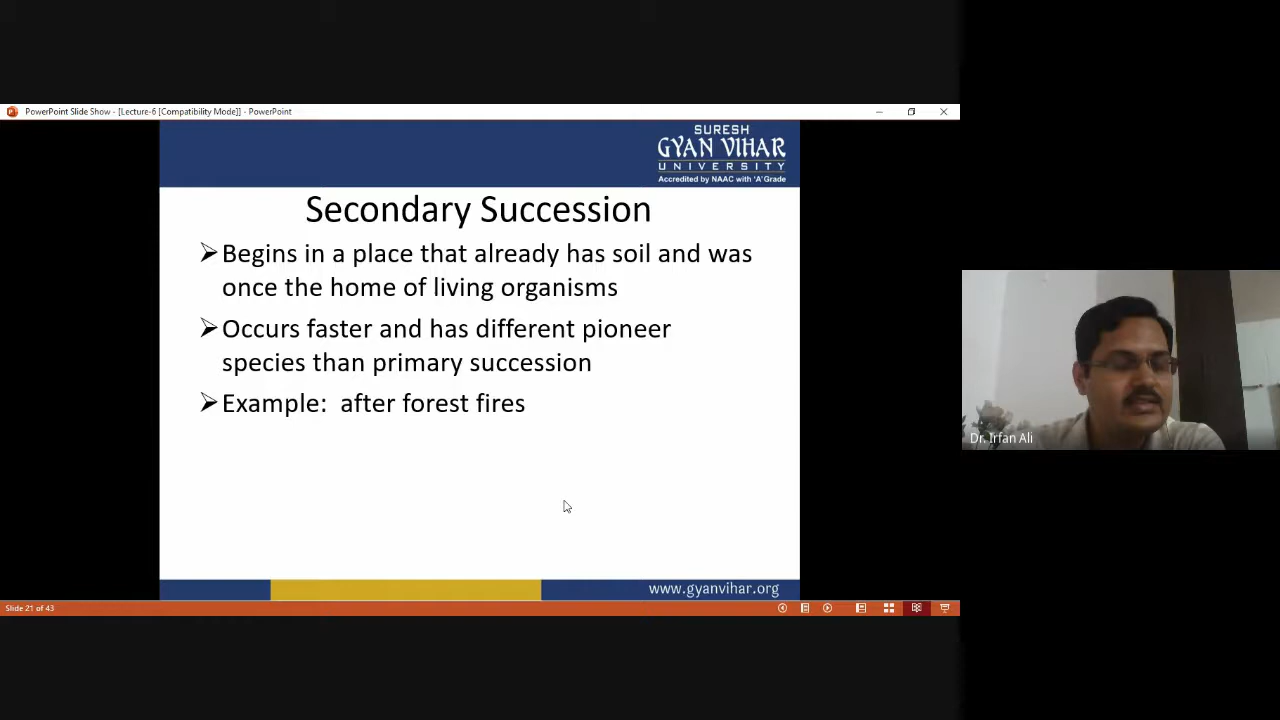 PowerPoint Slide Show - [Lecture-6 [Compatibility Mode]] - PowerPoint
SURESH
GYAN VIHAR
UNIVERSITY
Accredited by NAAC with 'A' Grade
Secondary Succession
Begins in a place that already has soil and was
once the home of living organisms
Occurs faster and has different pioneer
species than primary succession
Example: after forest fires
Dr. Irfan Ali
www.gyanvihar.org
Slide 21 of 43